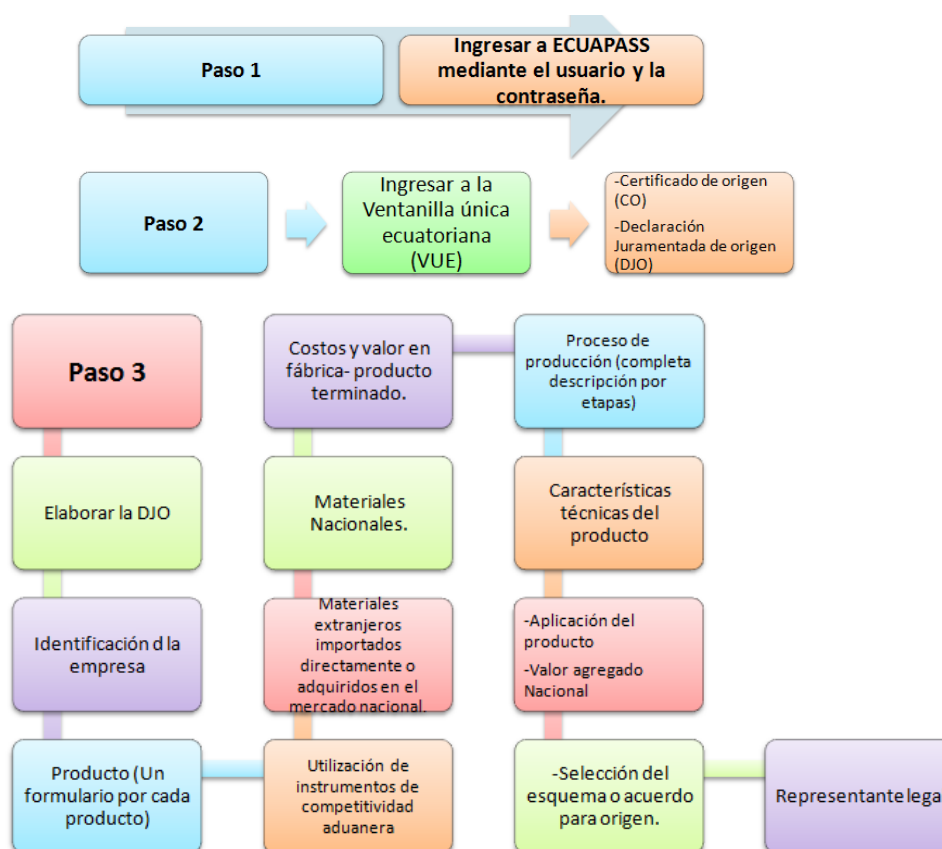 Paso 1
Ingresar a ECUAPASS
mediante el usuario y la
contraseña.
Paso 2
Ingresar a la
Ventanilla única
ecuatoriana
(VUE)
-Certificado de origen
(CO)
-Declaración
Juramentada de origen
(DJO)
Paso 3
Elaborar la DJO
Identificación d la
empresa
Producto (Un
formulario por cada
producto)
Utilización de
instrumentos de
competitividad
aduanera
Materiales
extranjeros
importados
directamente o
adquiridos en el
mercado nacional.
Materiales
Nacionales.
Costos y valor en
fábrica- producto
terminado.
Proceso de
producción (completa
descripción por
etapas)
Características
técnicas del
producto
-Aplicación del
producto
-Valor agregado
Nacional
-Selección del
esquema o acuerdo
para origen.
Representante legal